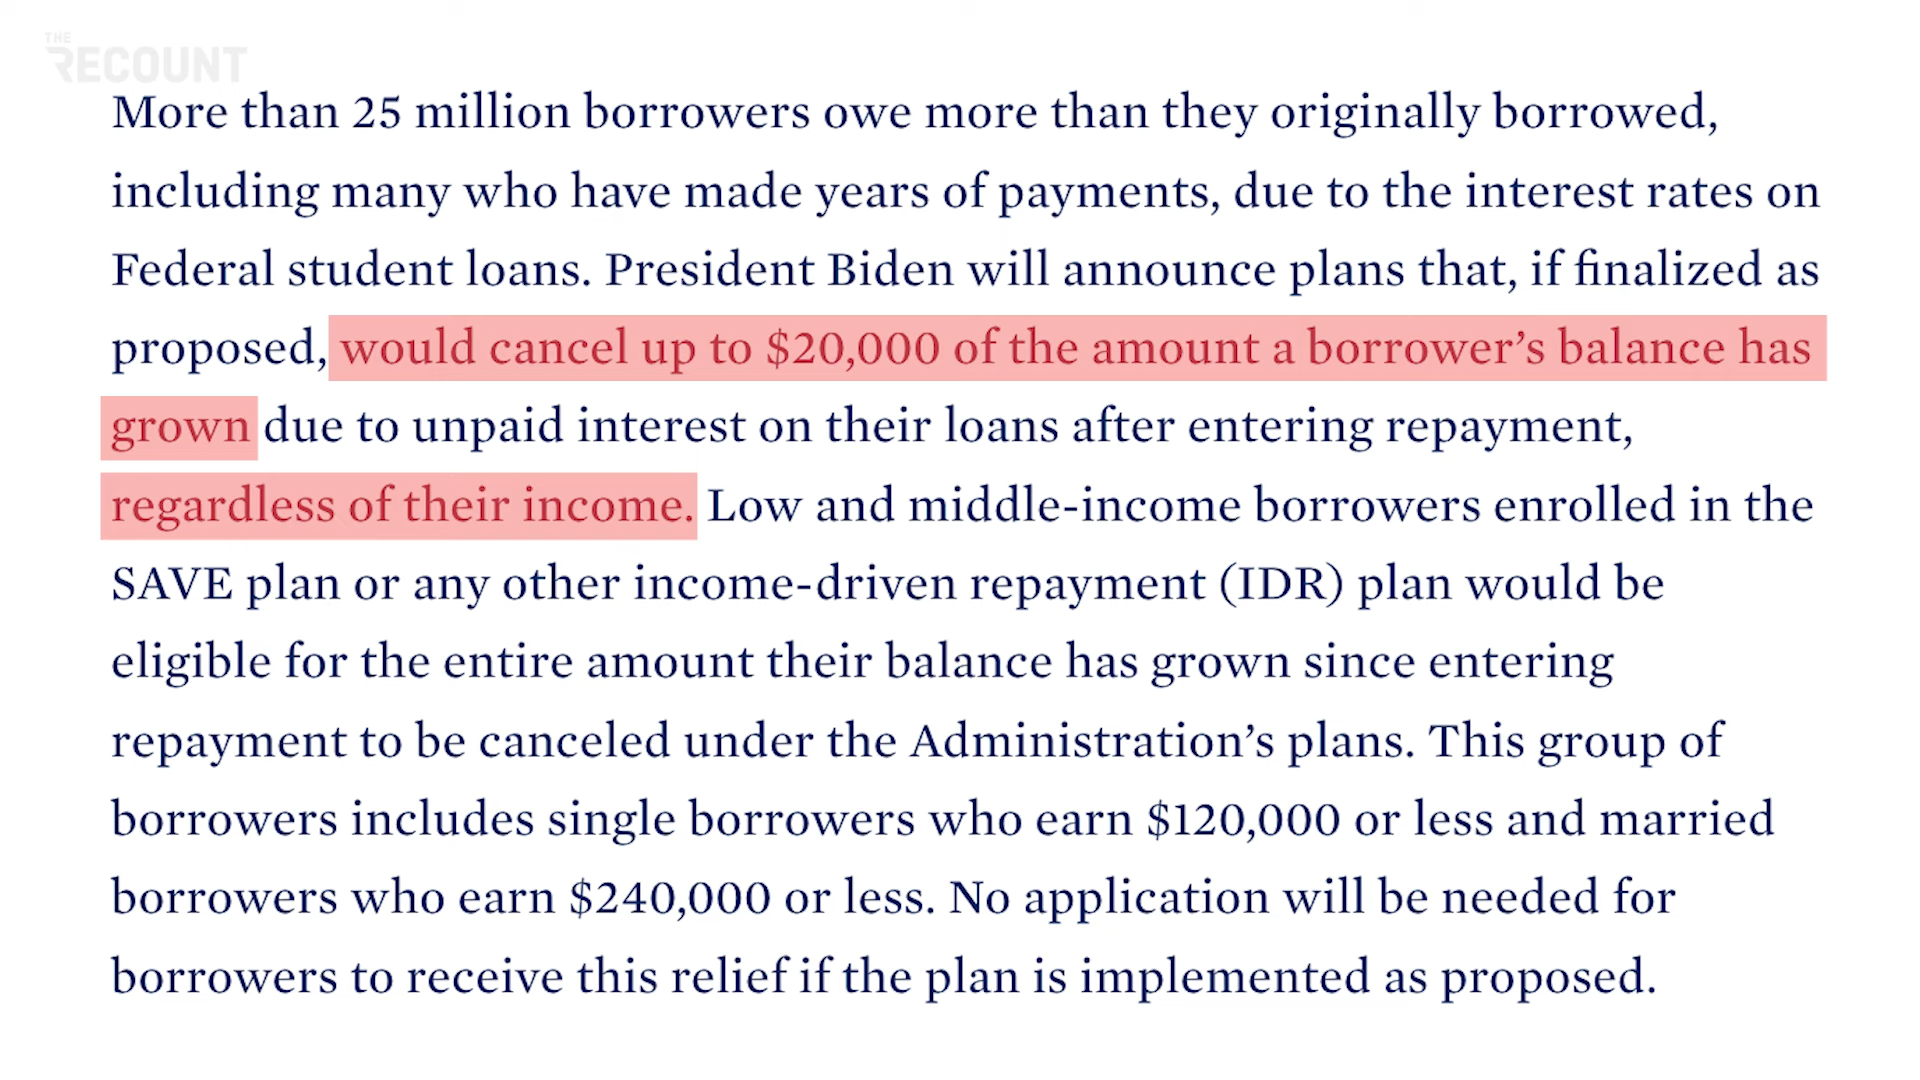 THE
RECOUNT
More than 25 million borrowers owe more than they originally borrowed,
including many who have made years of payments, due to the interest rates on
Federal student loans. President Biden will announce plans that, if finalized as
proposed, would cancel up to $20,000 of the amount a borrower’s balance has
grown due to unpaid interest on their loans after entering repayment,
regardless of their income. Low and middle-income borrowers enrolled in the
SAVE plan or any other income-driven repayment (IDR) plan would be
eligible for the entire amount their balance has grown since entering
repayment to be canceled under the Administration’s plans. This group of
borrowers includes single borrowers who earn $120,000 or less and married
borrowers who earn $240,000 or less. No application will be needed for
borrowers to receive this relief if the plan is implemented as proposed.